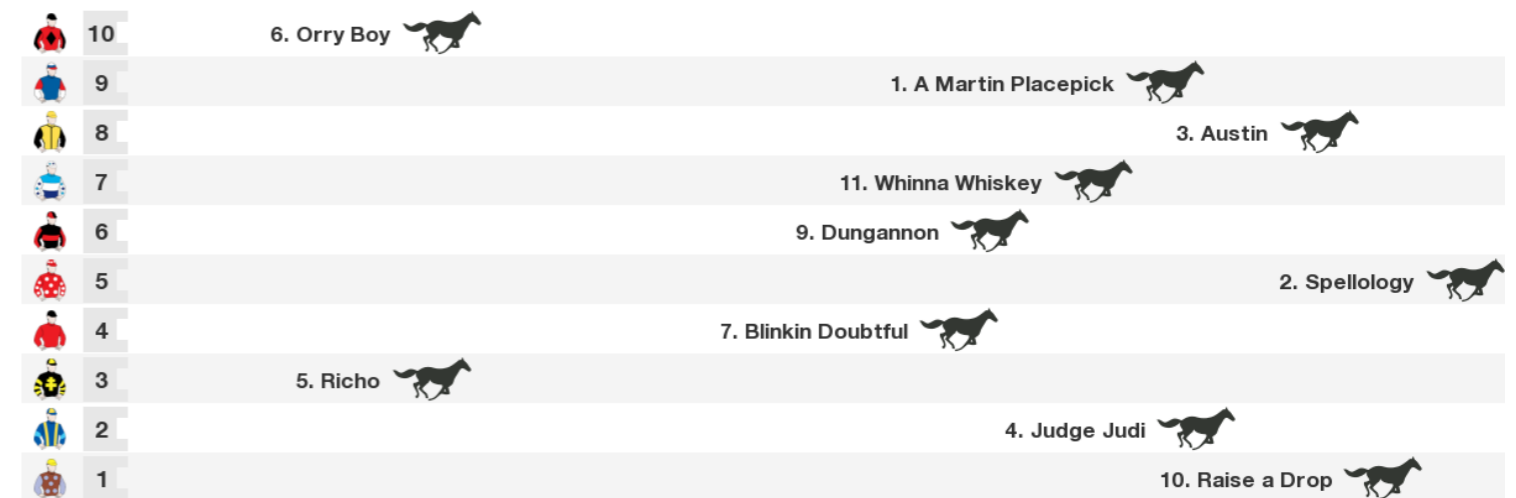 10 6. Orry Boy
9 1. A Martin Placepick
8 3. Austin
7 11. Whinna Whiskey
6 9. Dungannon
5 2. Spellology
4 7. Blinkin Doubtful
3 5. Richo
2 4. Judge Judi
1 10. Raise a Drop